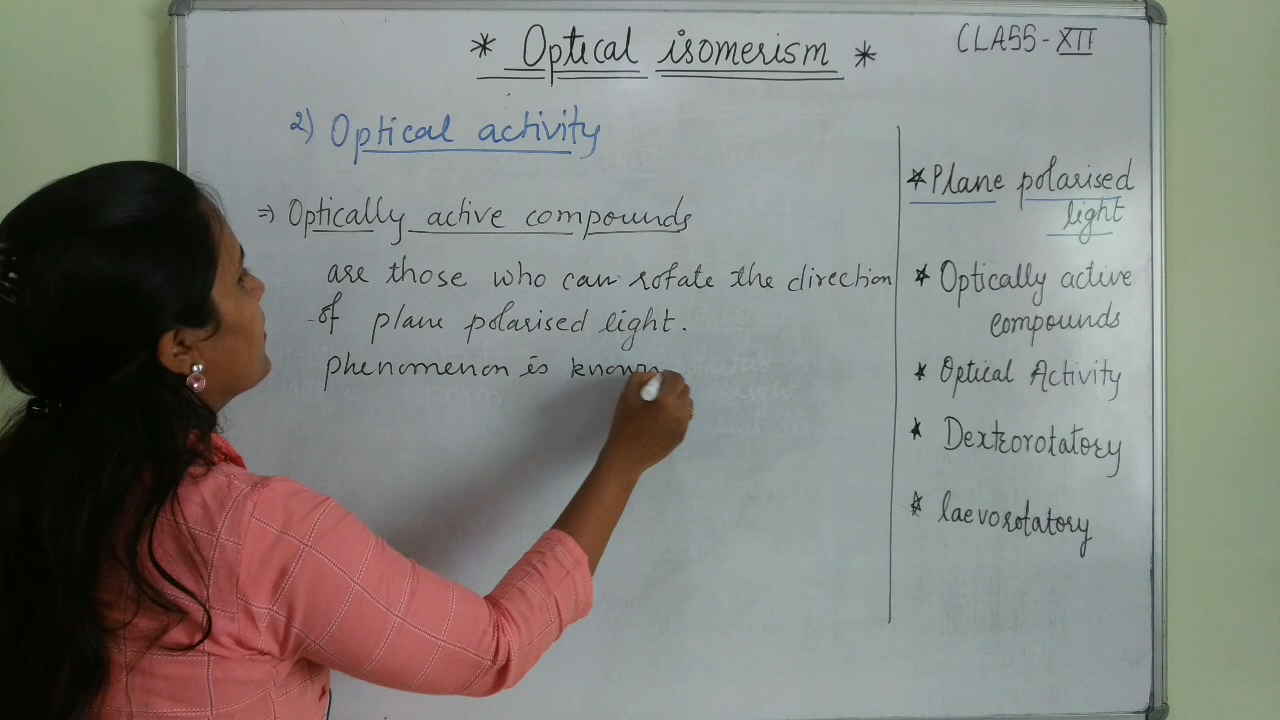 * Optical isomerism *
CLASS - XII
2) Optical activity
⇒ Optically active compounds
are those who can rotate the direction
of plane polarised light.
phenomenon is known
* Plane polarised
light
* Optically active
compounds
* Optical Activity
* Dextrorotatory
* laevorotatory